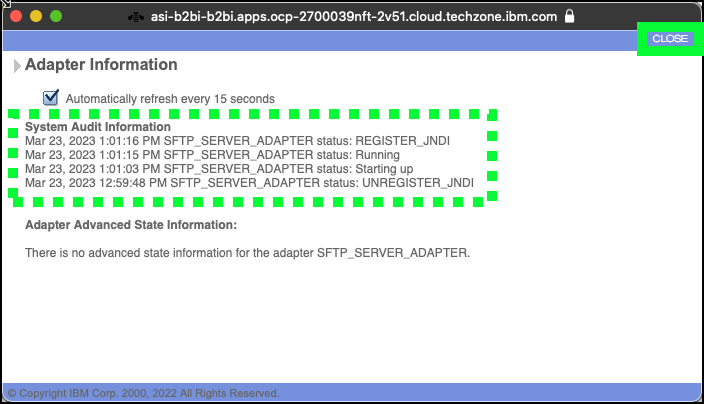 asi-b2bi-b2bi.apps.ocp-2700039nft-2v51.cloud.techzone.ibm.com
CLOSE
Adapter Information
Automatically refresh every 15 seconds
System Audit Information
Mar 23, 2023 1:01:16 PM SFTP_SERVER_ADAPTER status: REGISTER_JNDI
Mar 23, 2023 1:01:15 PM SFTP_SERVER_ADAPTER status: Running
Mar 23, 2023 1:01:03 PM SFTP_SERVER_ADAPTER status: Starting up
Mar 23, 2023 12:59:48 PM SFTP_SERVER_ADAPTER status: UNREGISTER_JNDI
Adapter Advanced State Information:
There is no advanced state information for the adapter SFTP_SERVER_ADAPTER.
© Copyright IBM Corp. 2000, 2022 All Rights Reserved.